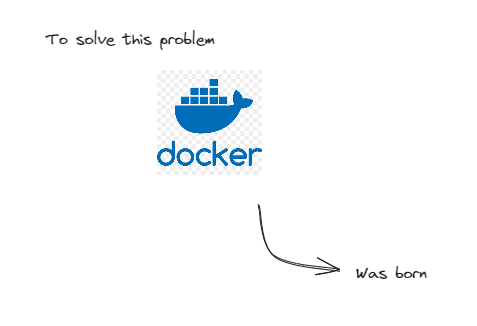 To solve this problem
docker
Was born